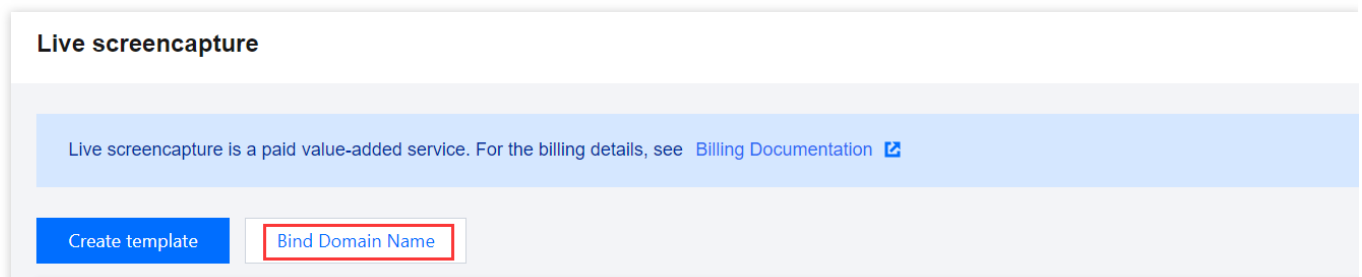 Live screencapture
Live screencapture is a paid value-added service. For the billing details, see Billing Documentation
Create template
Bind Domain Name